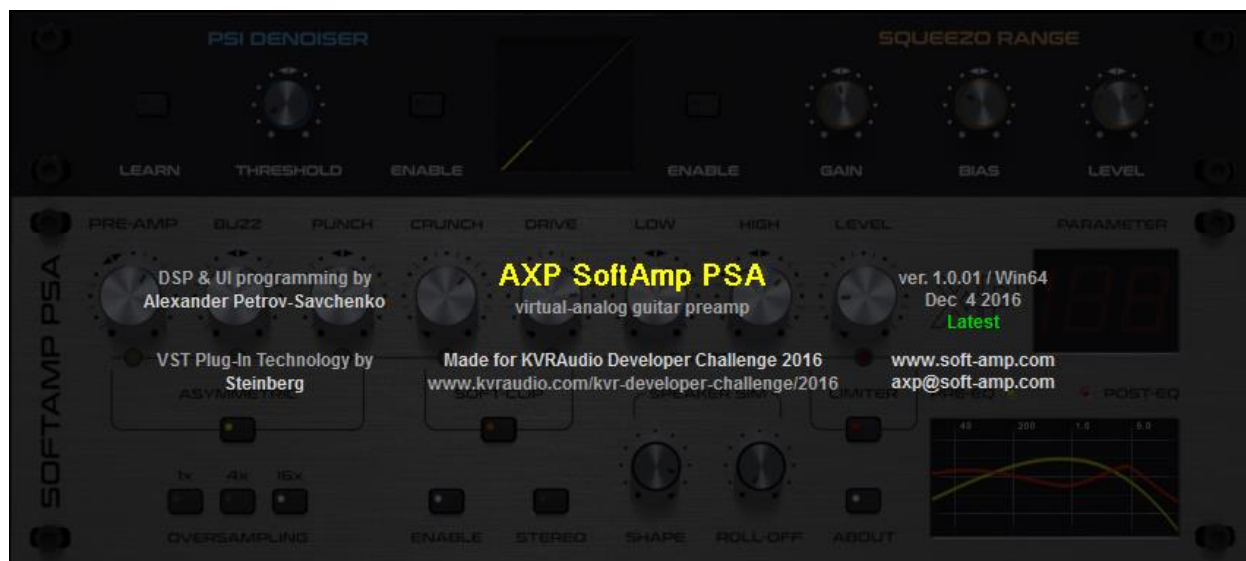 PSI DENOISER
SQUEEZO RANGE
LEARN THRESHOLD ENABLE ENABLE GAIN BIAS LEVEL
PRE-AMP BUZZ PUNCH CRUNCH DRIVE LOW HIGH LEVEL PARAMETER
SOFTAMP PSA
DSP & UI programming by
Alexander Petrov-Savchenko
AXP SoftAmp PSA
virtual-analog guitar preamp
ver. 1.0.01 / Win64
Dec 4 2016
Latest
VST Plug-In Technology by
Steinberg
Made for KVRAudio Developer Challenge 2016
www.kvraudio.com/kvr-developer-challenge/2016
www.soft-amp.com
axp@soft-amp.com
ASYMMETRIC SOFT-CLIP SPEAKER SIM LIMITER PRE-EQ POST-EQ
40 200 1.0 5.0
1x 4x 16x
OVERSAMPLING ENABLE STEREO SHAPE ROLL-OFF ABOUT